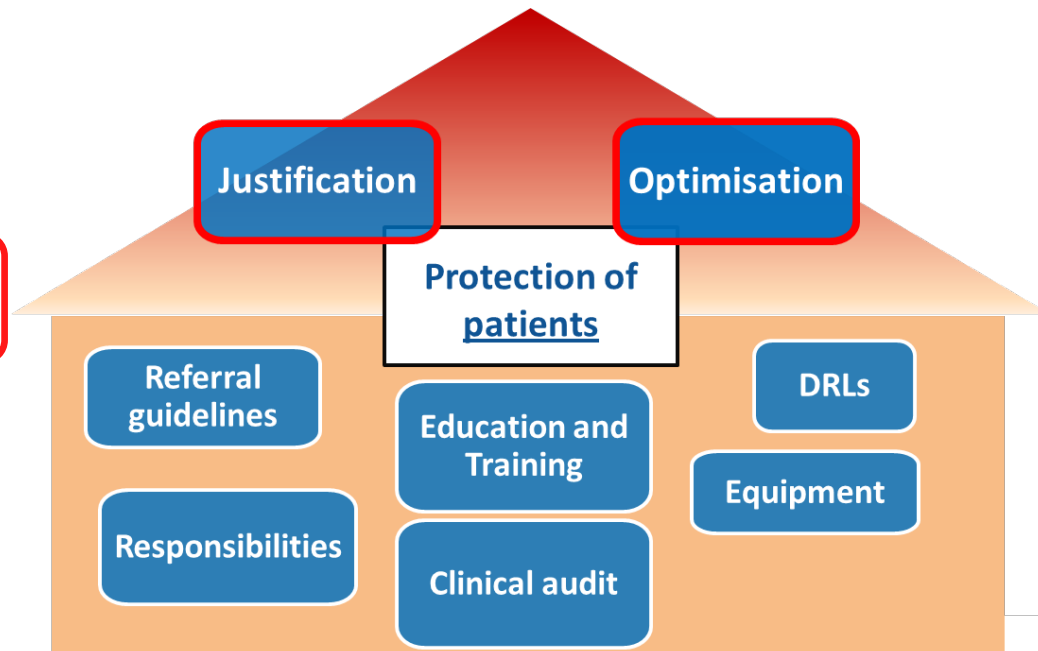 Justification
Optimisation
Protection of
patients
Referral
guidelines
Education and
Training
DRLs
Equipment
Responsibilities
Clinical audit